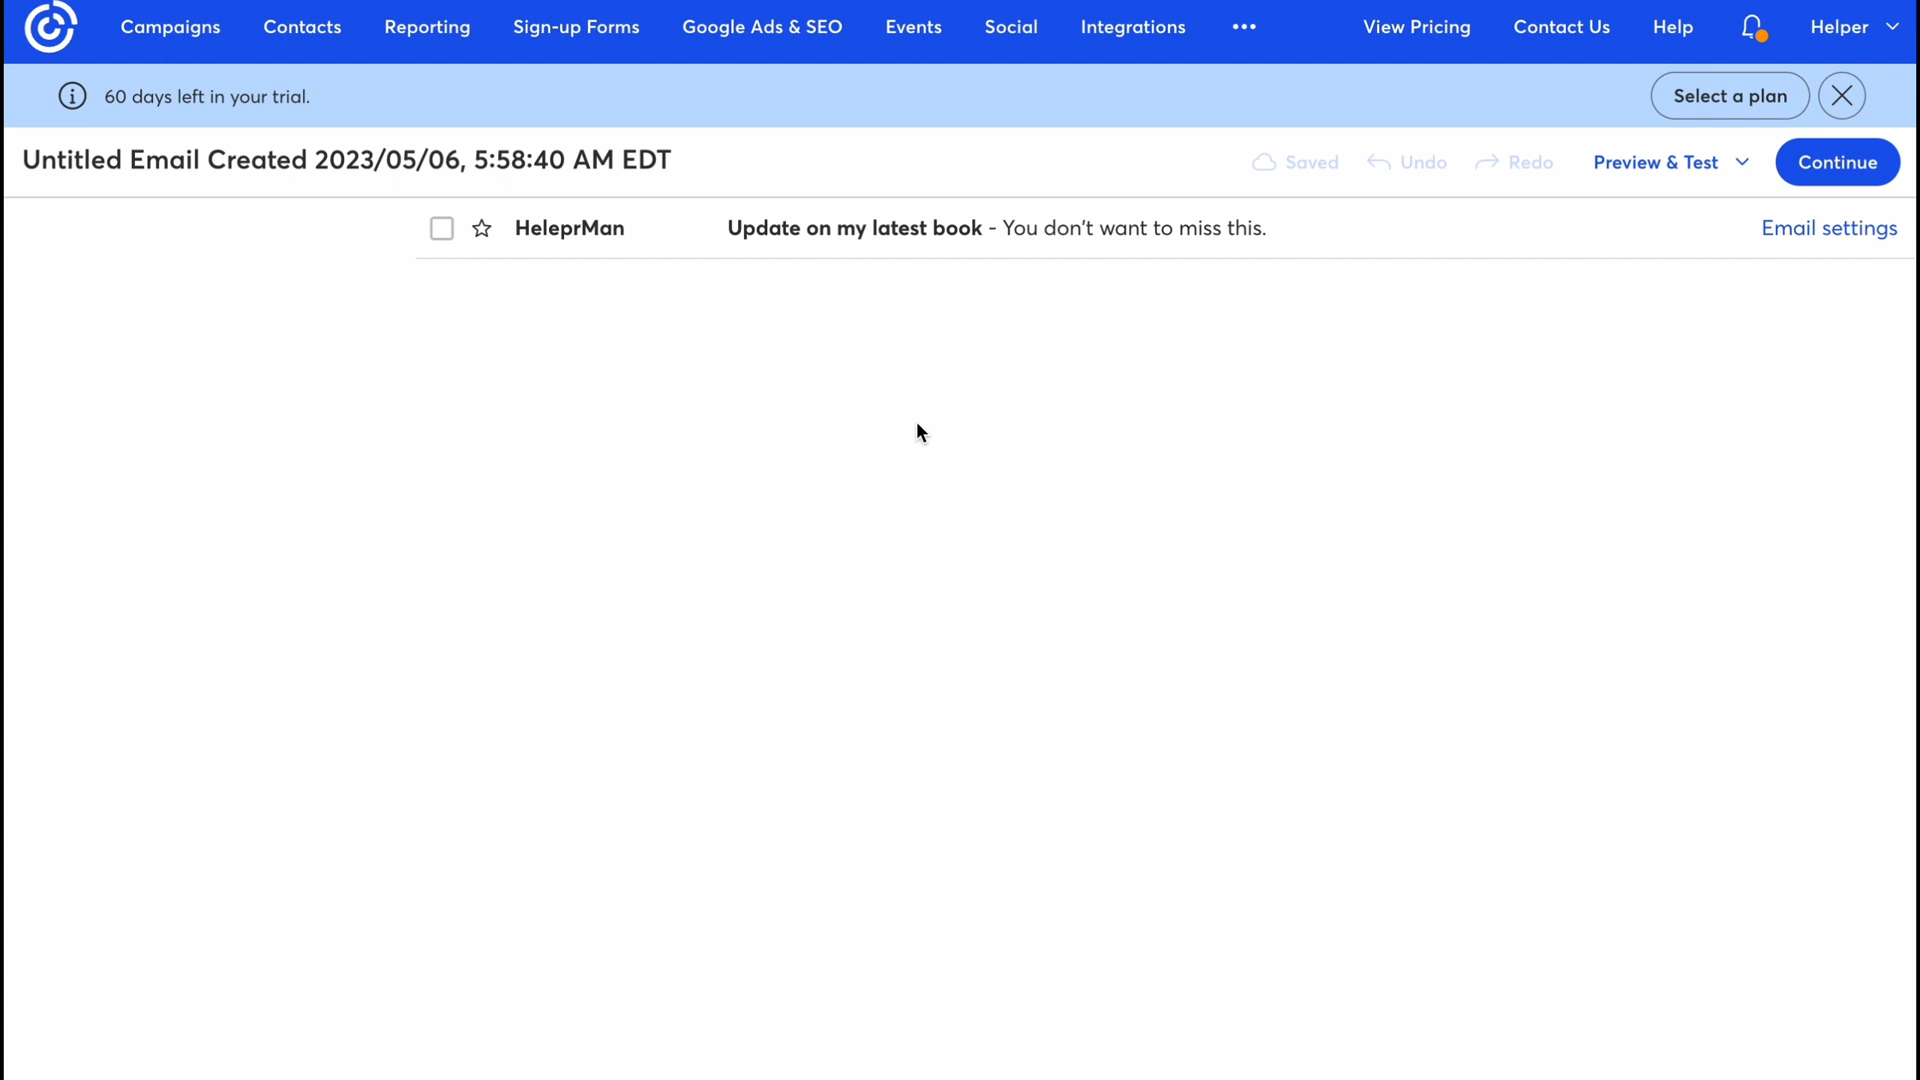 Campaigns Contacts Reporting Sign-up Forms Google Ads & SEO Events Social Integrations ••• View Pricing Contact Us Help Helper
60 days left in your trial. Select a plan
Untitled Email Created 2023/05/06, 5:58:40 AM EDT Saved Undo Redo Preview & Test Continue
HeleprMan Update on my latest book - You don't want to miss this. Email settings